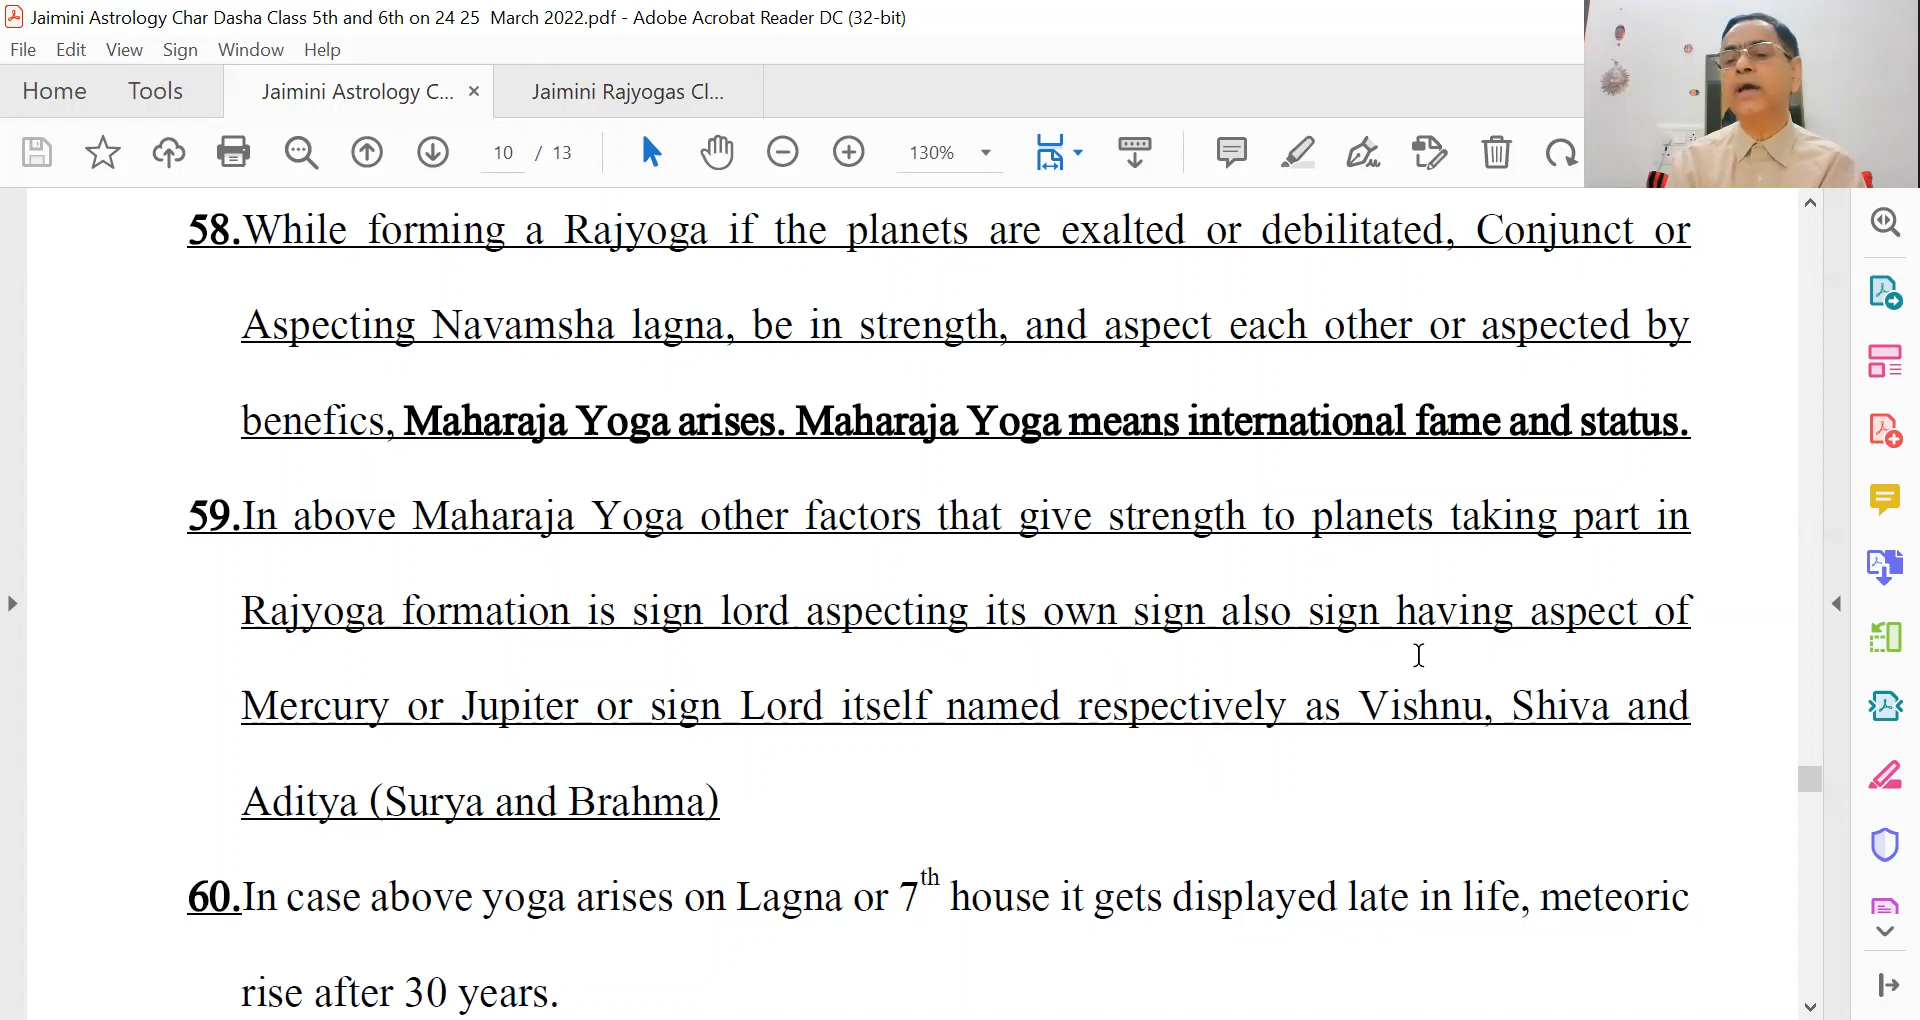 Jaimini Astrology Char Dasha Class 5th and 6th on 24 25 March 2022.pdf - Adobe Acrobat Reader DC (32-bit)
File Edit View Sign Window Help
Home Tools Jaimini Astrology C... × Jaimini Rajyogas Cl...
10 / 13 130%
58.While forming a Rajyoga if the planets are exalted or debilitated, Conjunct or
Aspecting Navamsha lagna, be in strength, and aspect each other or aspected by
benefics, Maharaja Yoga arises. Maharaja Yoga means international fame and status.
59.In above Maharaja Yoga other factors that give strength to planets taking part in
Rajyoga formation is sign lord aspecting its own sign also sign having aspect of
Mercury or Jupiter or sign Lord itself named respectively as Vishnu, Shiva and
Aditya (Surya and Brahma)
60.In case above yoga arises on Lagna or 7th house it gets displayed late in life, meteoric
rise after 30 years.